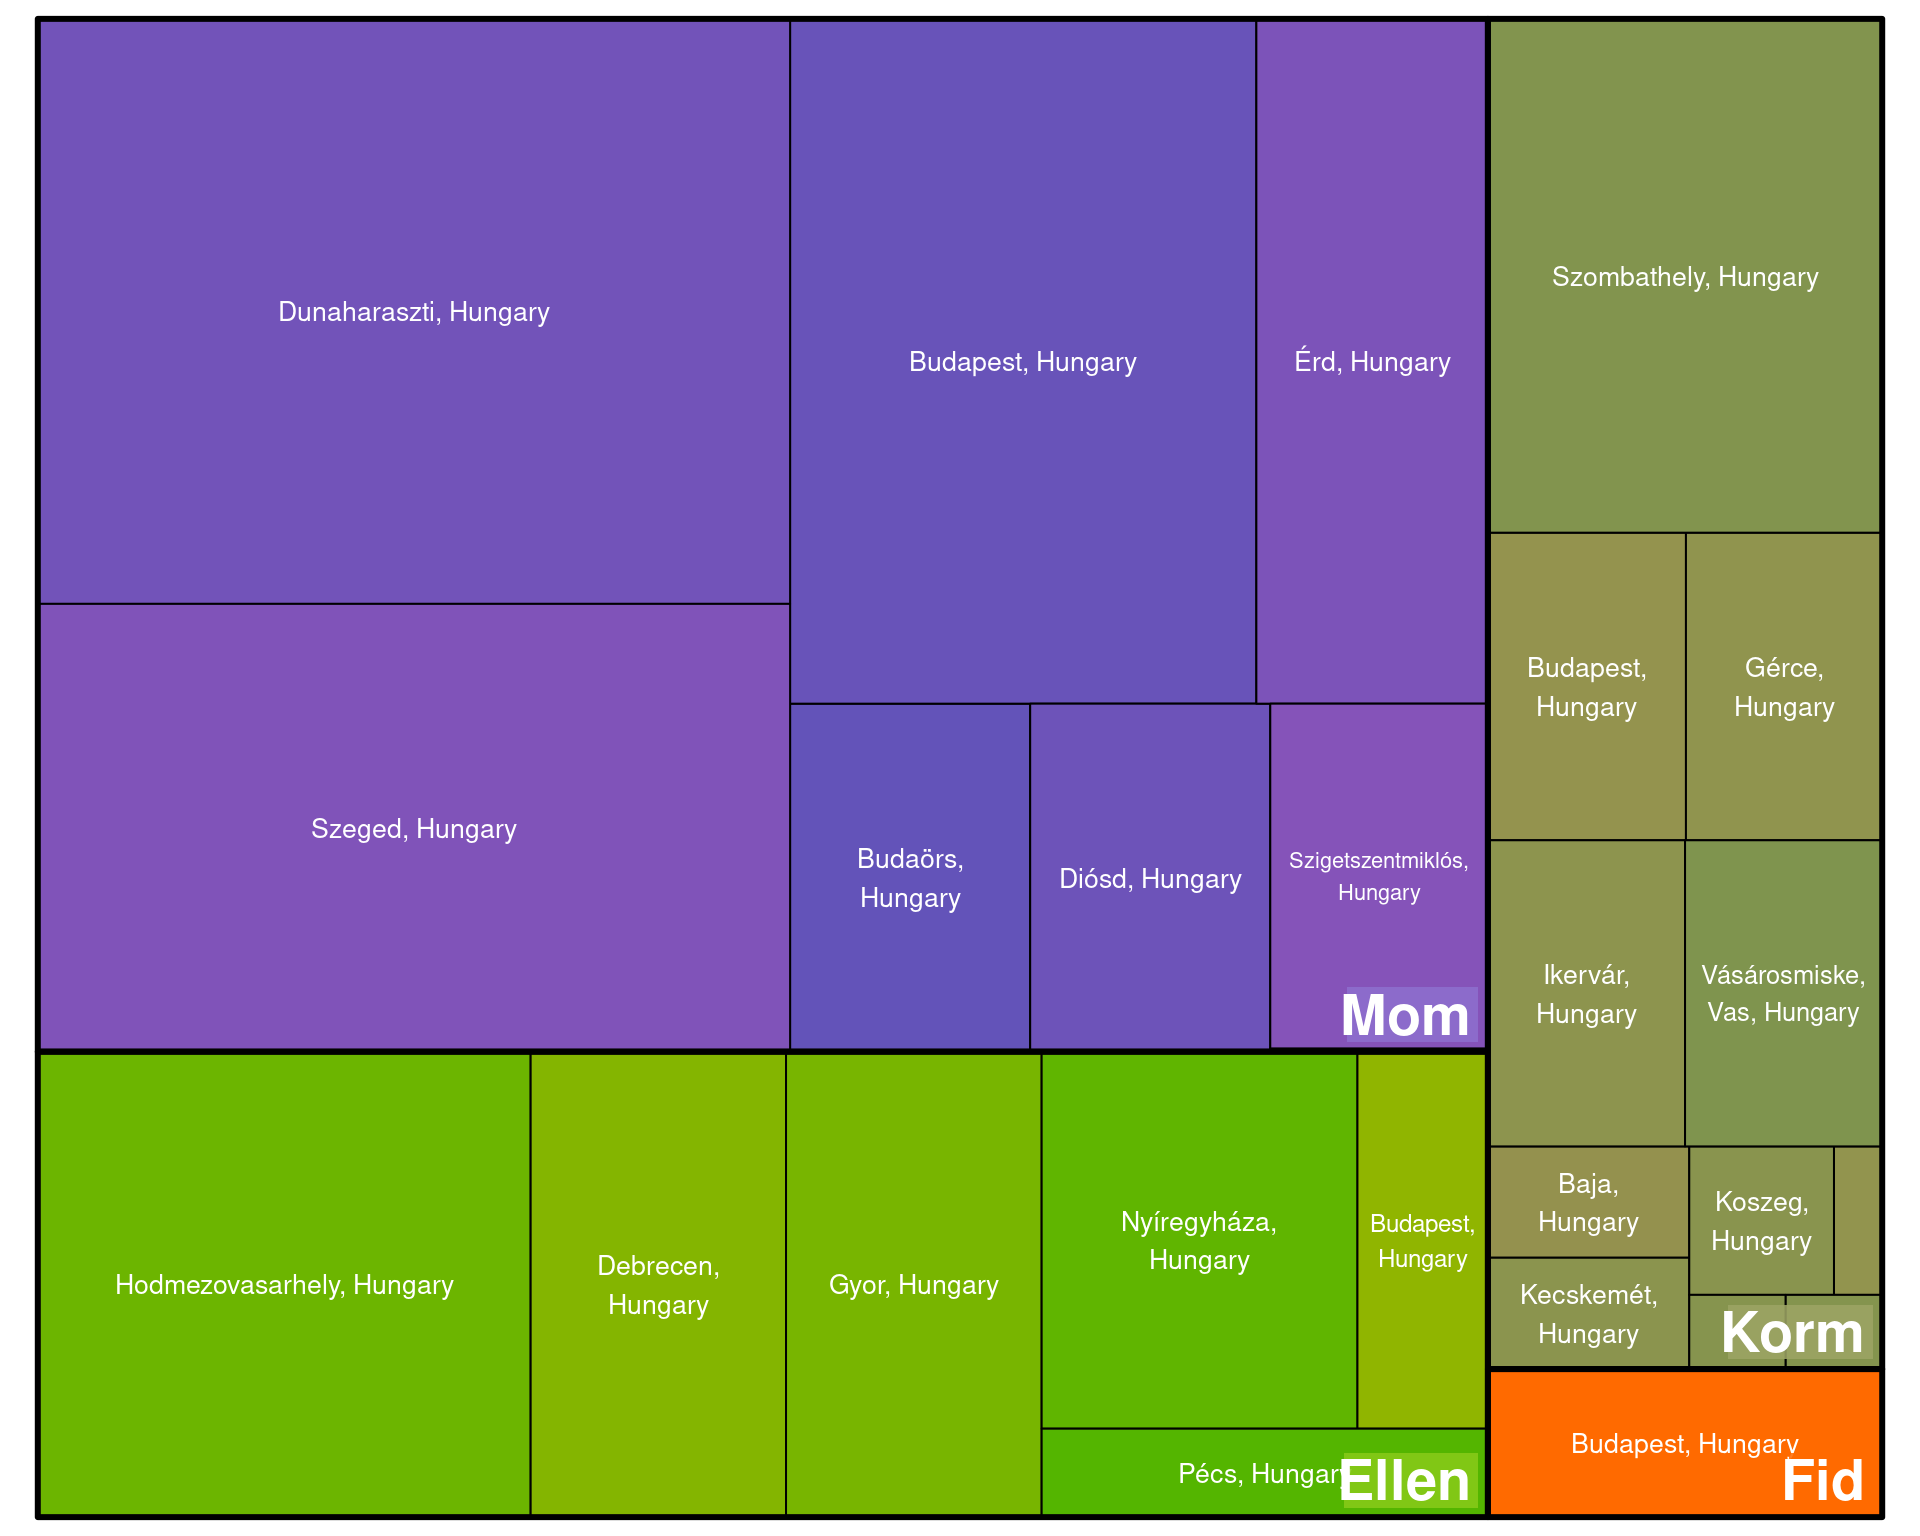 Dunaharaszti, Hungary
Budapest, Hungary
Érd, Hungary
Szombathely, Hungary
Szeged, Hungary
Budaörs,
Hungary
Diósd, Hungary
Szigetszentmiklós,
Hungary
Mom
Budapest,
Hungary
Gérce,
Hungary
Ikervár,
Hungary
Vásárosmiske,
Vas, Hungary
Baja,
Hungary
Koszeg,
Hungary
Kecskemét,
Hungary
Korm
Hodmezovasarhely, Hungary
Debrecen,
Hungary
Gyor, Hungary
Nyíregyháza,
Hungary
Budapest,
Hungary
Pécs, Hungary
Ellen
Budapest, Hungary
Fid